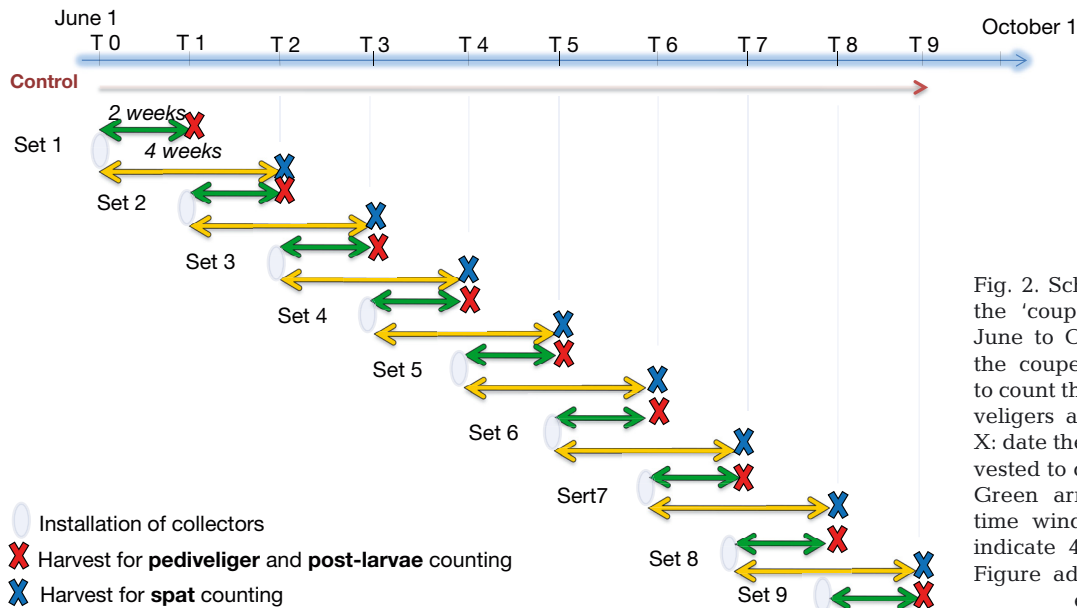 June 1
October 1
T 0 T 1 T 2 T 3 T 4 T 5 T 6 T 7 T 8 T 9
Control
2 weeks
Set 1
4 weeks
Set 2
Set 3
Set 4
Set 5
Set 6
Sert7
Set 8
Set 9
Installation of collectors
Harvest for pediveliger and post-larvae counting
Harvest for spat counting
Fig. 2. Sch
the ‘coup
June to C
the coupe
to count th
veligers a
X: date the
vested to c
Green arr
time wind
indicate 4
Figure ad